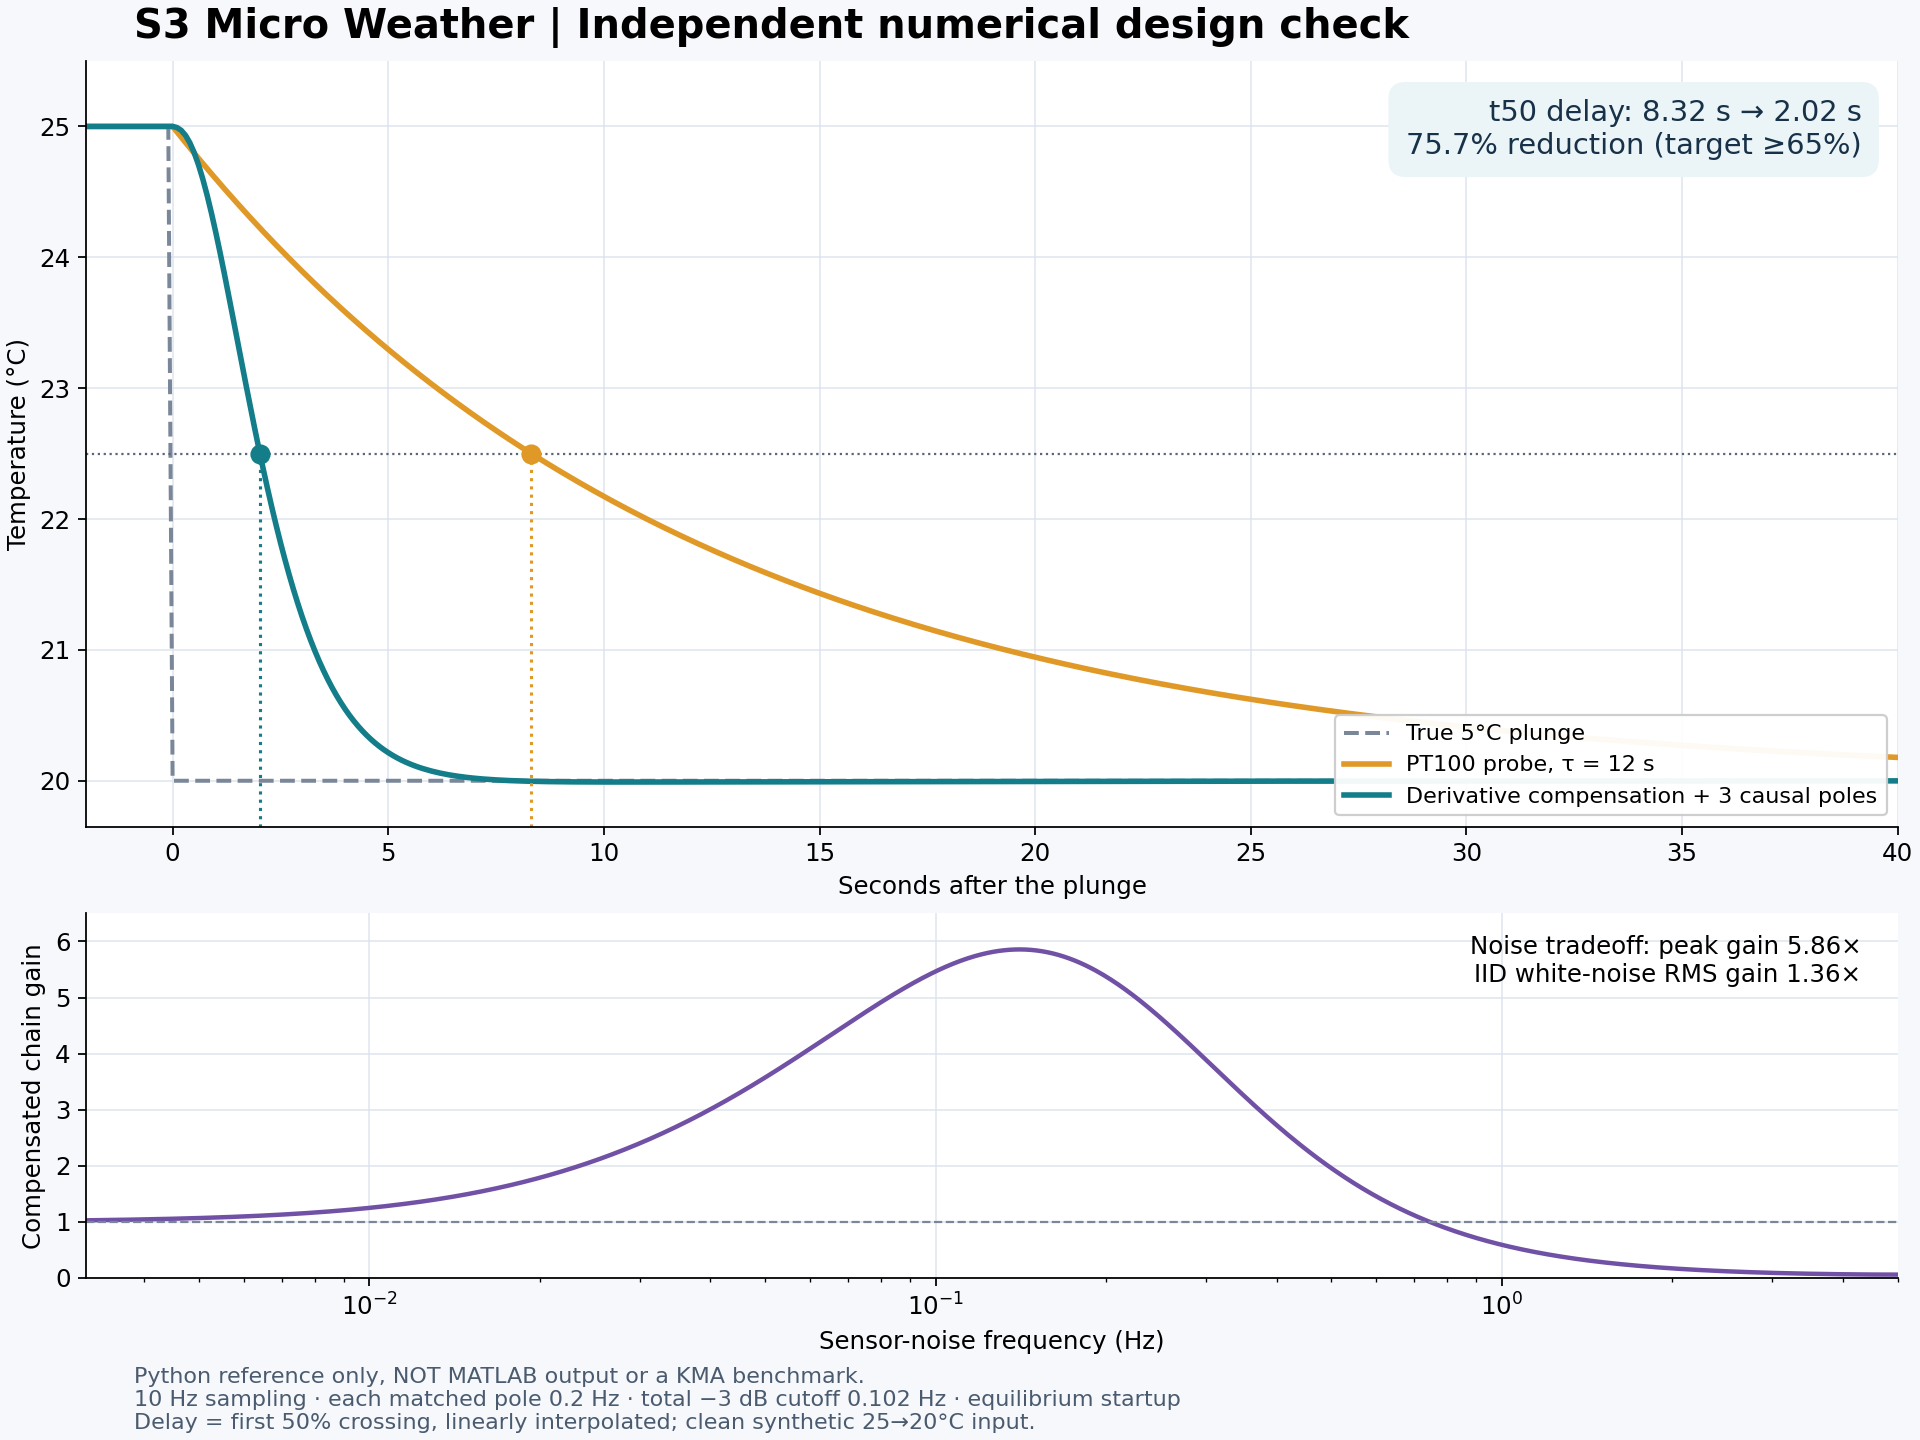 S3 Micro Weather | Independent numerical design check
t50 delay: 8.32 s → 2.02 s
75.7% reduction (target ≥65%)
Temperature (°C)
25
24
23
22
21
20
True 5°C plunge
PT100 probe, τ = 12 s
Derivative compensation + 3 causal poles
0 5 10 15 20 25 30 35 40
Seconds after the plunge
Compensated chain gain
6
5
4
3
2
1
0
Noise tradeoff: peak gain 5.86×
IID white-noise RMS gain 1.36×
10⁻² 10⁻¹ 10⁰
Sensor-noise frequency (Hz)
Python reference only, NOT MATLAB output or a KMA benchmark.
10 Hz sampling · each matched pole 0.2 Hz · total −3 dB cutoff 0.102 Hz · equilibrium startup
Delay = first 50% crossing, linearly interpolated; clean synthetic 25→20°C input.